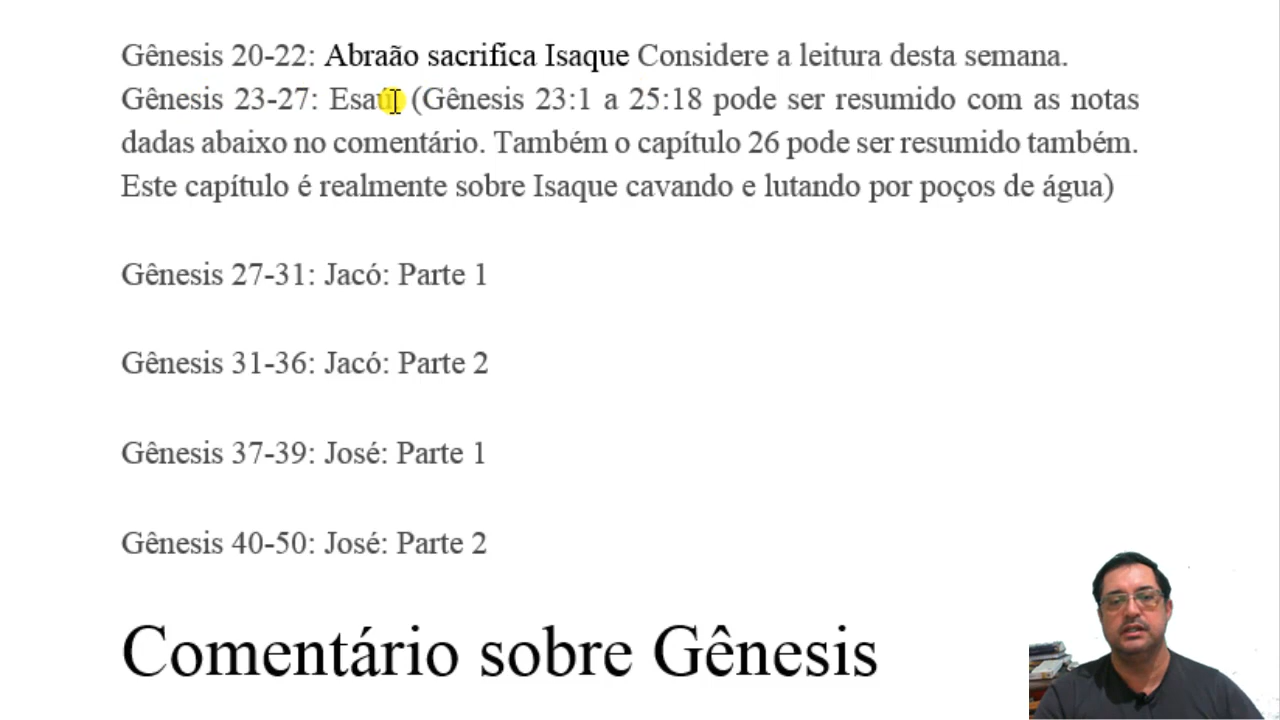 Gênesis 20-22: Abraão sacrifica Isaque Considere a leitura desta semana.
Gênesis 23-27: Esaú (Gênesis 23:1 a 25:18 pode ser resumido com as notas
dadas abaixo no comentário. Também o capítulo 26 pode ser resumido também.
Este capítulo é realmente sobre Isaque cavando e lutando por poços de água)
Gênesis 27-31: Jacó: Parte 1
Gênesis 31-36: Jacó: Parte 2
Gênesis 37-39: José: Parte 1
Gênesis 40-50: José: Parte 2
Comentário sobre Gênesis